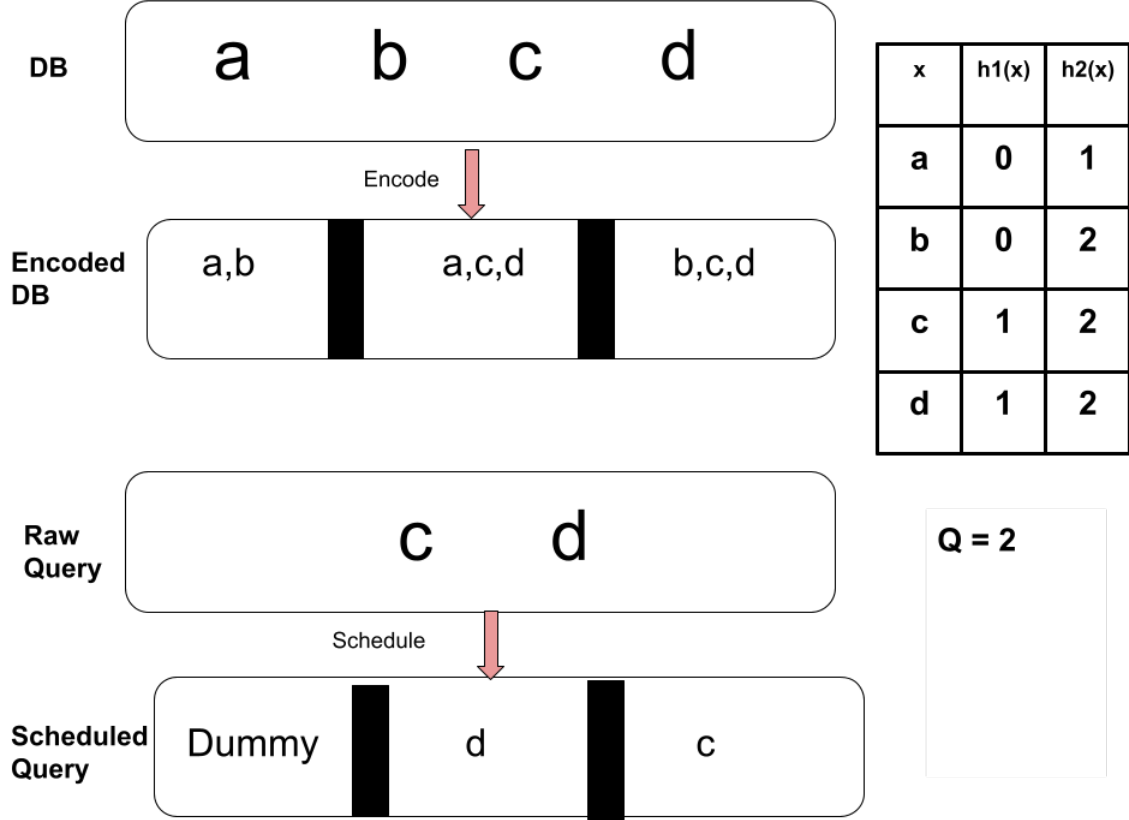 DB
a b c d
Encode
Encoded
DB
a,b a,c,d b,c,d
x h1(x) h2(x)
a 0 1
b 0 2
c 1 2
d 1 2
Raw
Query
c d
Q = 2
Schedule
Scheduled
Query
Dummy d c